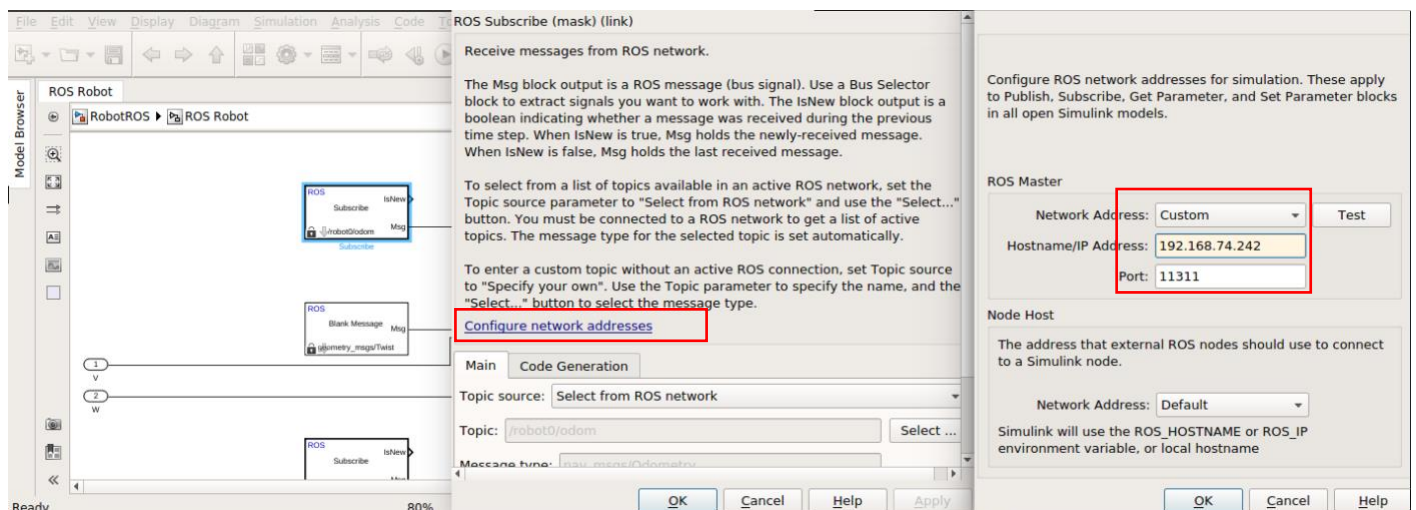 File Edit View Display Diagram Simulation Analysis Code
Model Browser
ROS Robot
RobotROS ▶ ROS Robot
ROS
Subscribe
IsNew
/robot0/odom
Msg
Subscribe
ROS
Blank Message
Msg
geometry_msgs/Twist
1
V
2
W
ROS
Subscribe
IsNew
Ready
80%
ROS Subscribe (mask) (link)
Receive messages from ROS network.
The Msg block output is a ROS message (bus signal). Use a Bus Selector
block to extract signals you want to work with. The IsNew block output is a
boolean indicating whether a message was received during the previous
time step. When IsNew is true, Msg holds the newly-received message.
When IsNew is false, Msg holds the last received message.
To select from a list of topics available in an active ROS network, set the
Topic source parameter to "Select from ROS network" and use the "Select..."
button. You must be connected to a ROS network to get a list of active
topics. The message type for the selected topic is set automatically.
To enter a custom topic without an active ROS connection, set Topic source
to "Specify your own". Use the Topic parameter to specify the name, and the
"Select..." button to select the message type.
Configure network addresses
Main Code Generation
Topic source: Select from ROS network
Topic: /robot0/odom Select ...
Message type: nav_msgs/Odometry
OK Cancel Help Apply
Configure ROS network addresses for simulation. These apply
to Publish, Subscribe, Get Parameter, and Set Parameter blocks
in all open Simulink models.
ROS Master
Network Address: Custom Test
Hostname/IP Address: 192.168.74.242
Port: 11311
Node Host
The address that external ROS nodes should use to connect
to a Simulink node.
Network Address: Default
Simulink will use the ROS_HOSTNAME or ROS_IP
environment variable, or local hostname
OK Cancel Help